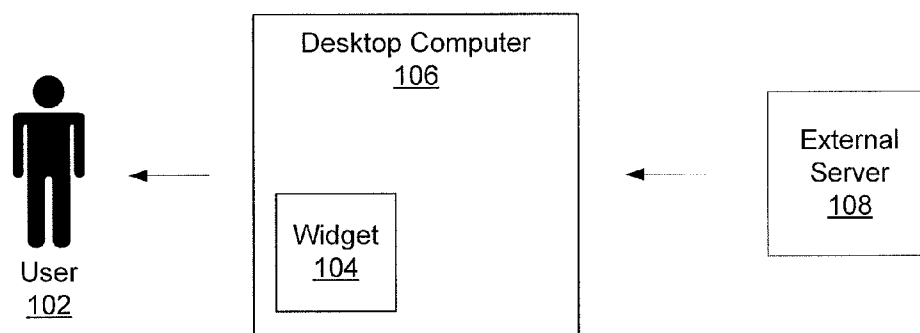 Desktop Computer
106
External
Server
108
Widget
104
User
102